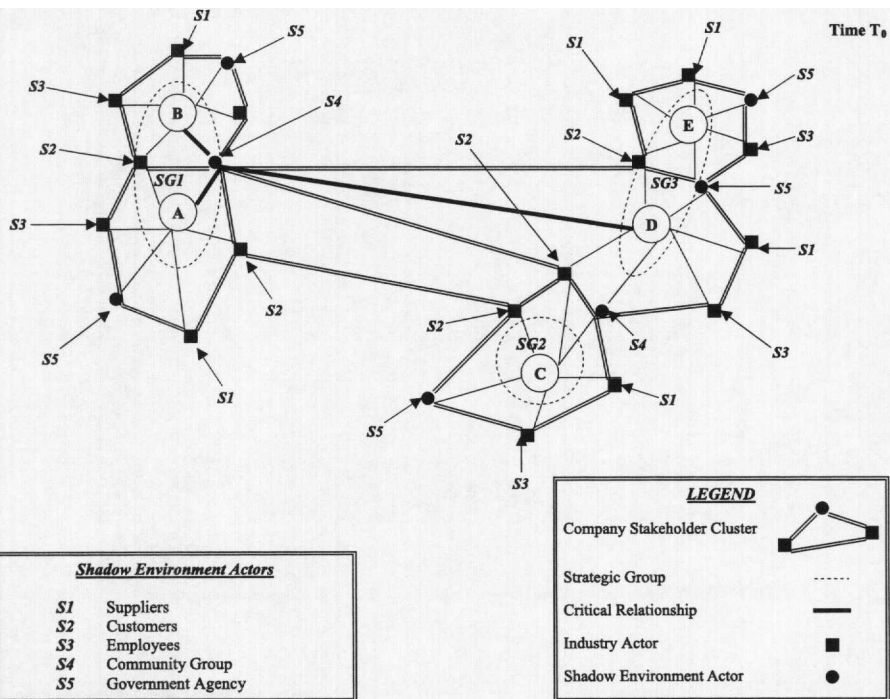 S1
S5
S3
B
S4
S2
SG1
A
S3
S2
S5
S1
Time T0
S1
S1
S5
E
S2
S3
S2
SG3
S5
D
S1
S2
SG2
S4
S3
C
S1
S5
S3
Shadow Environment Actors
S1 Suppliers
S2 Customers
S3 Employees
S4 Community Group
S5 Government Agency
LEGEND
Company Stakeholder Cluster
Strategic Group
Critical Relationship
Industry Actor
Shadow Environment Actor